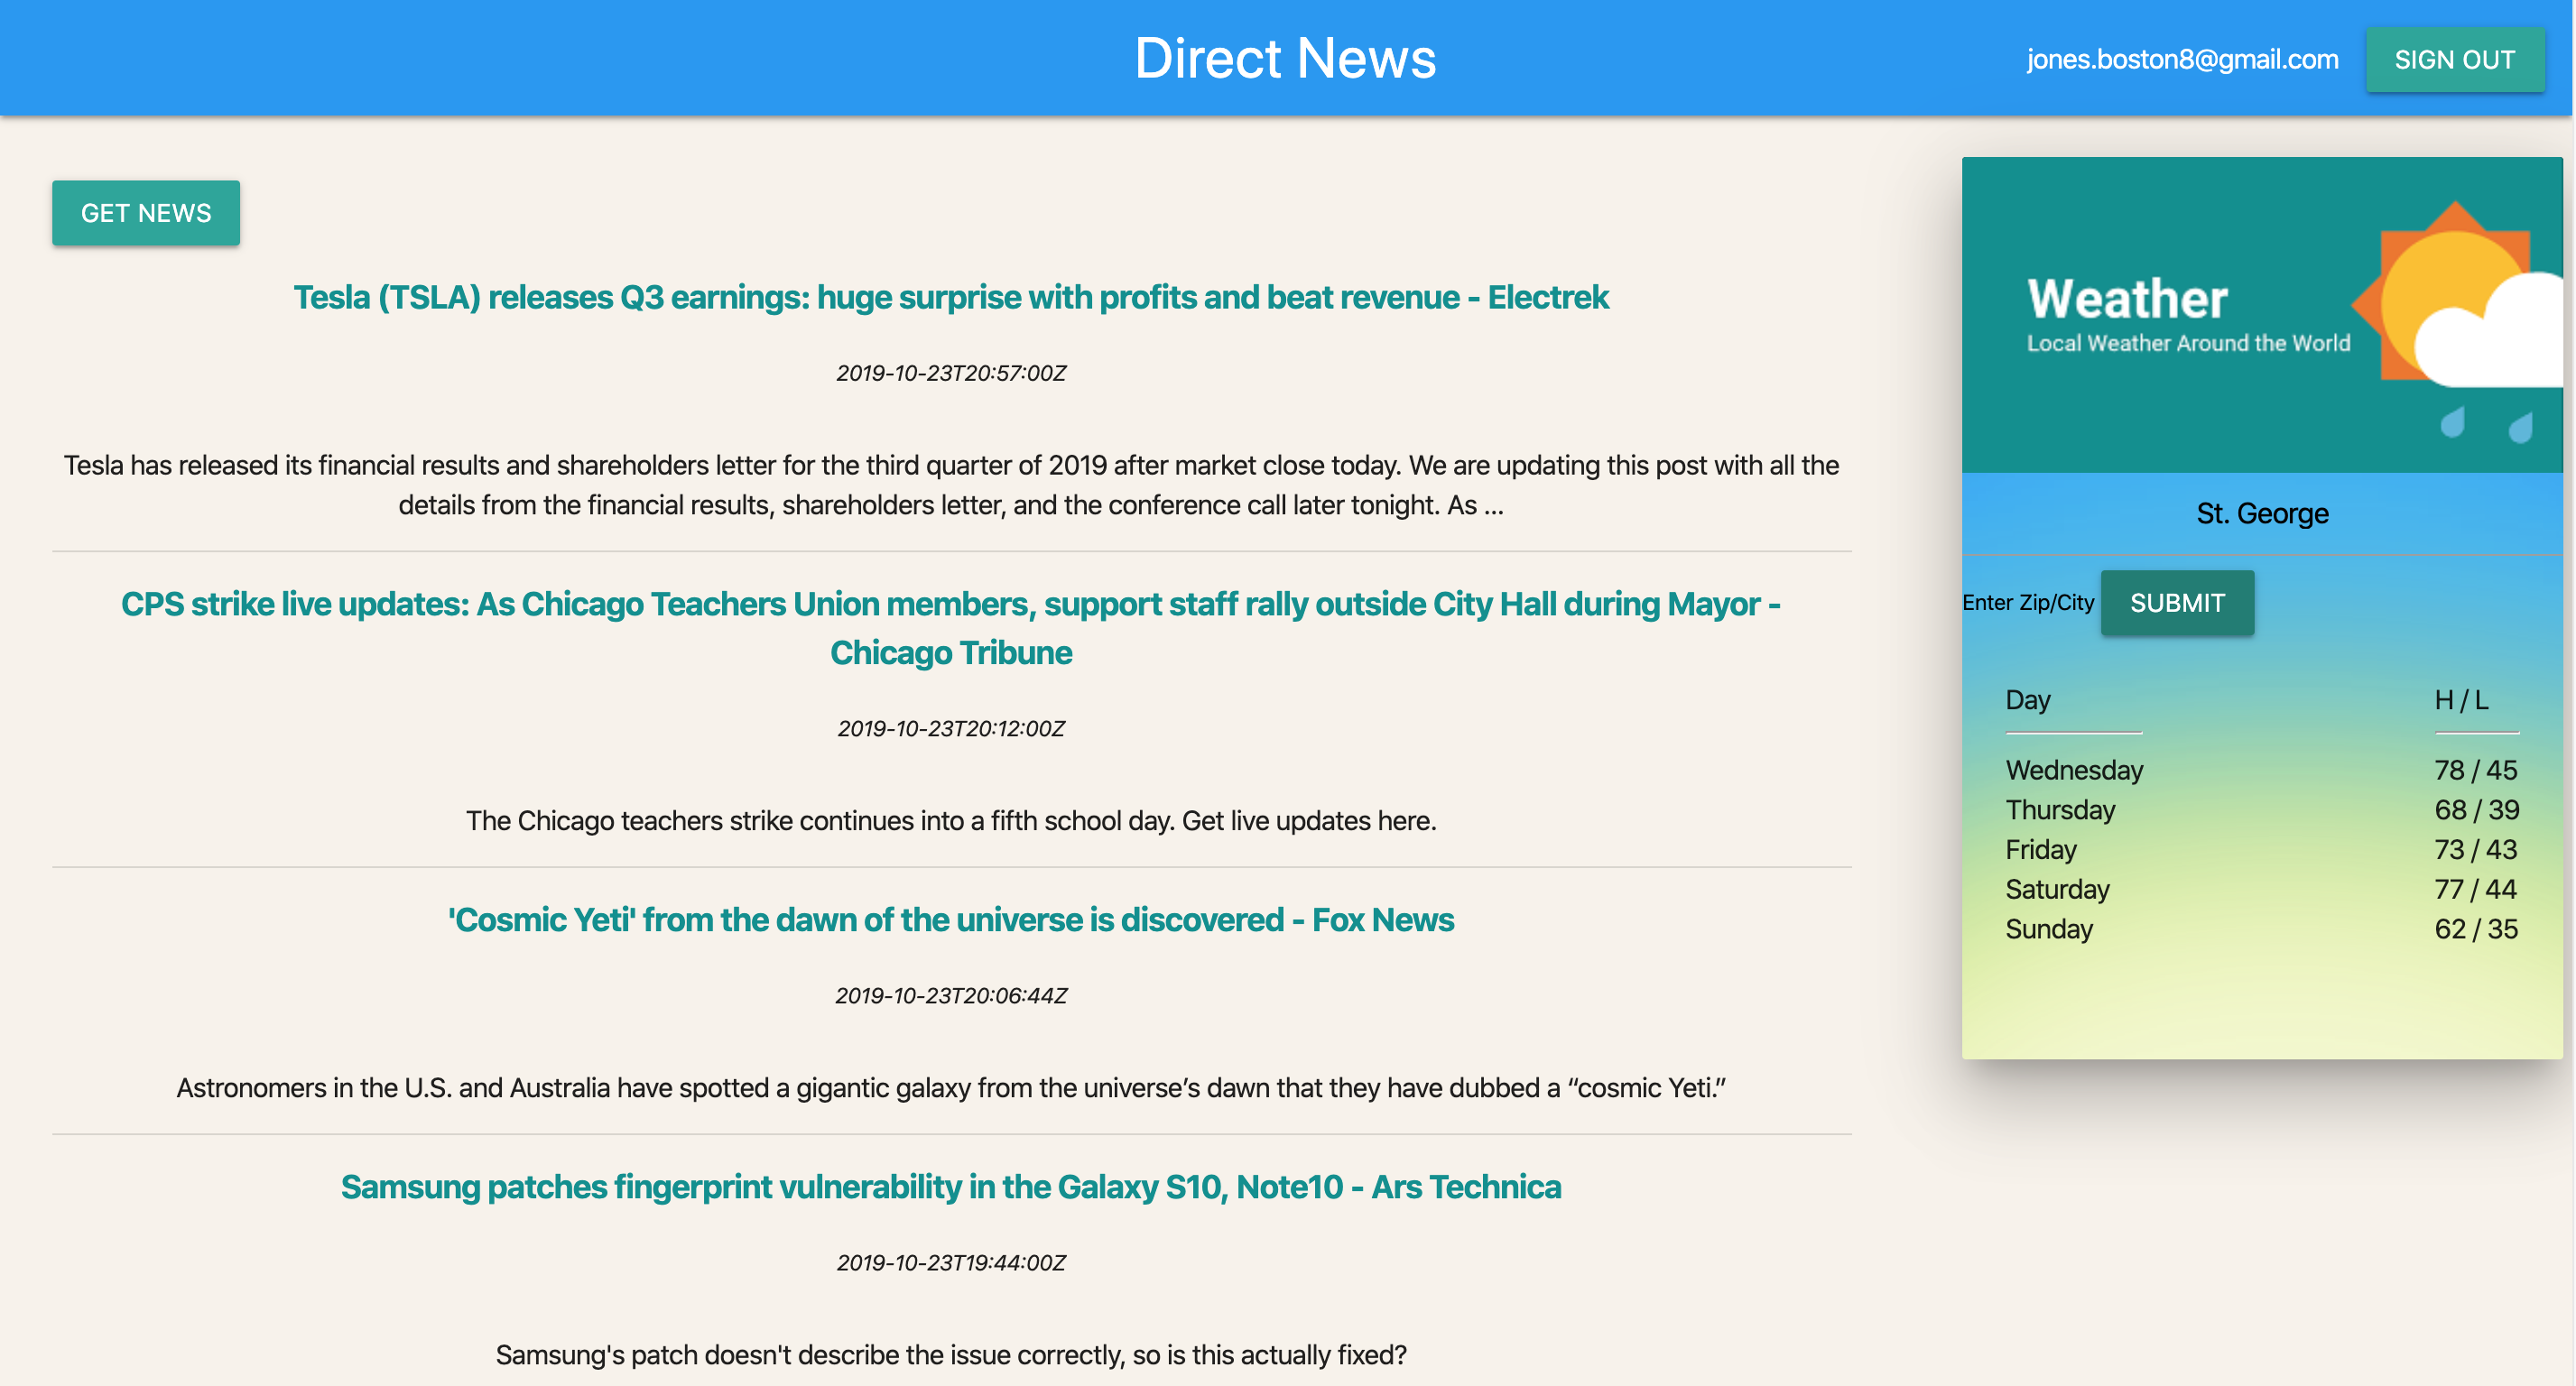 Direct News
jones.boston8@gmail.com
SIGN OUT
GET NEWS
Tesla (TSLA) releases Q3 earnings: huge surprise with profits and beat revenue - Electrek
2019-10-23T20:57:00Z
Tesla has released its financial results and shareholders letter for the third quarter of 2019 after market close today. We are updating this post with all the
details from the financial results, shareholders letter, and the conference call later tonight. As ...
CPS strike live updates: As Chicago Teachers Union members, support staff rally outside City Hall during Mayor -
Chicago Tribune
2019-10-23T20:12:00Z
The Chicago teachers strike continues into a fifth school day. Get live updates here.
'Cosmic Yeti' from the dawn of the universe is discovered - Fox News
2019-10-23T20:06:44Z
Astronomers in the U.S. and Australia have spotted a gigantic galaxy from the universe’s dawn that they have dubbed a “cosmic Yeti.”
Samsung patches fingerprint vulnerability in the Galaxy S10, Note10 - Ars Technica
2019-10-23T19:44:00Z
Samsung's patch doesn't describe the issue correctly, so is this actually fixed?
Weather
Local Weather Around the World
St. George
Enter Zip/City SUBMIT
Day H / L
Wednesday 78 / 45
Thursday 68 / 39
Friday 73 / 43
Saturday 77 / 44
Sunday 62 / 35